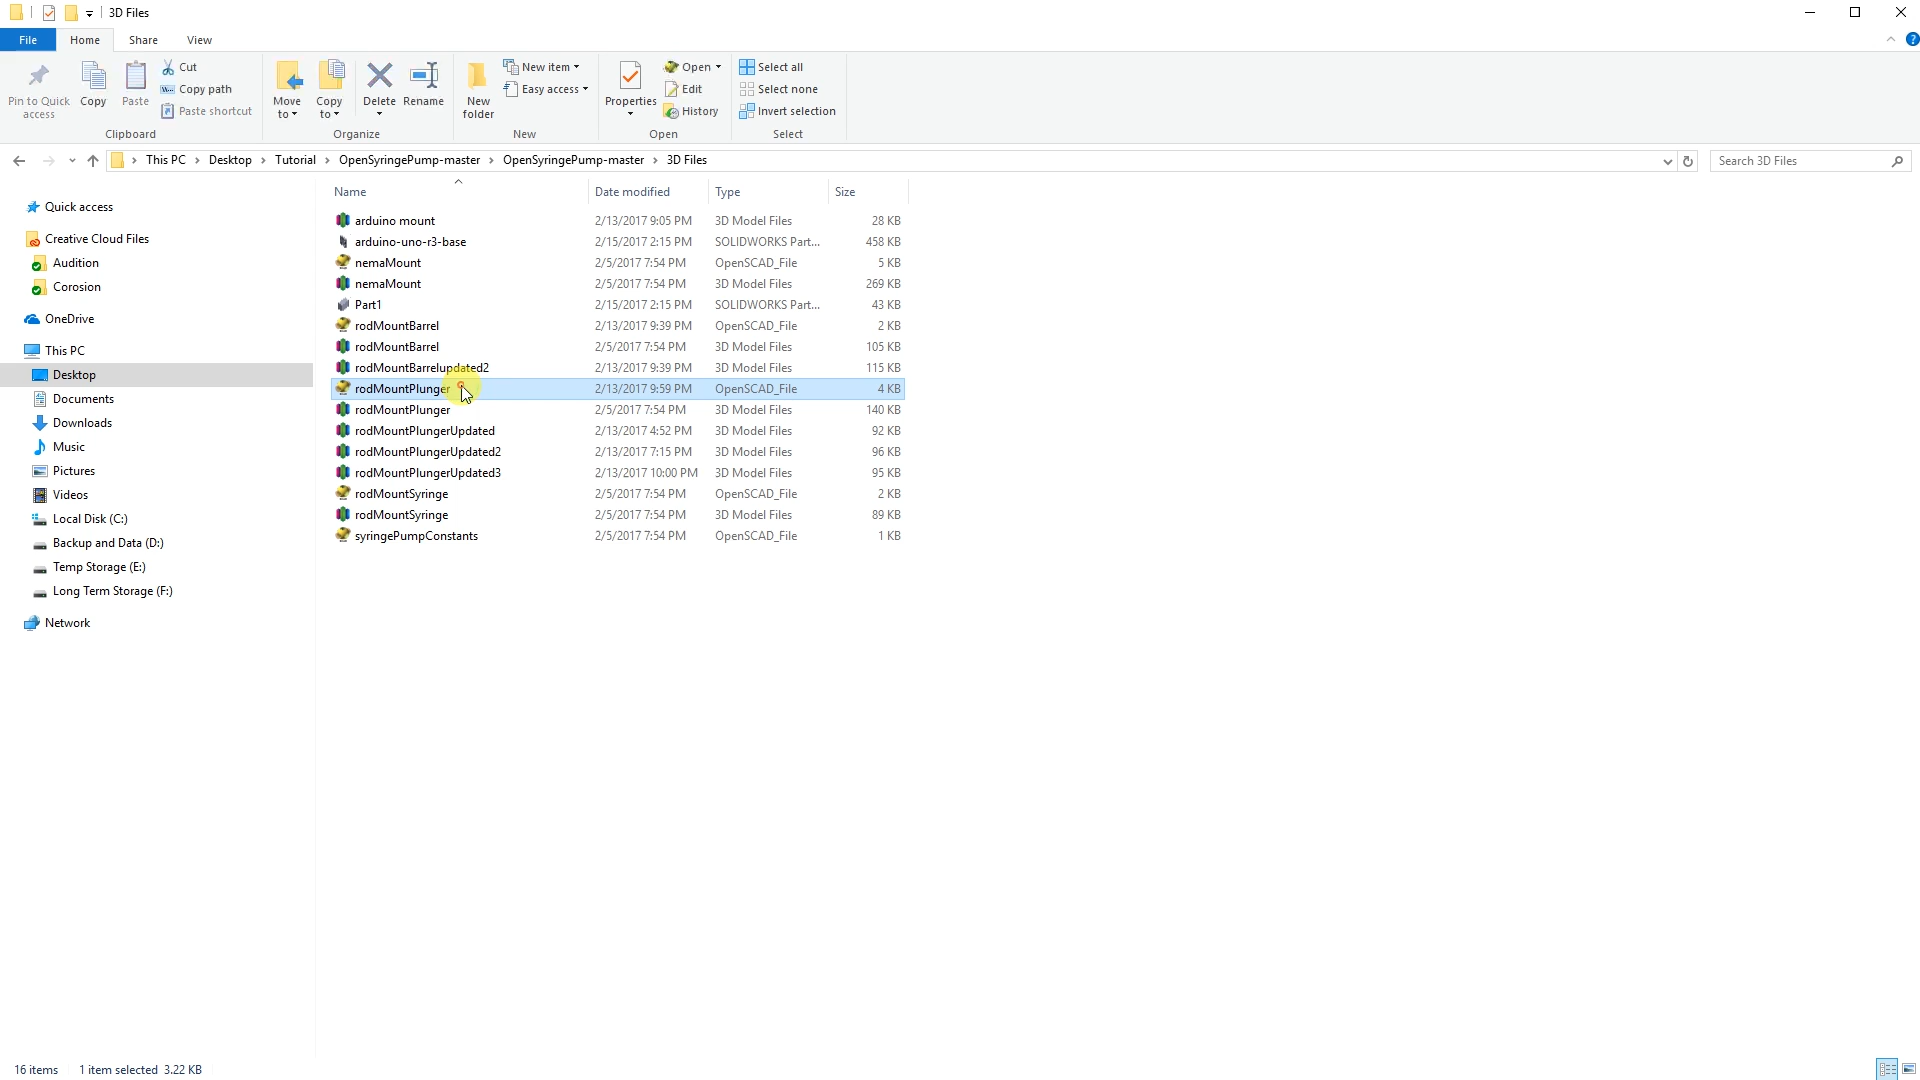 3D Files
File Home Share View
Pin to Quick access
Copy
Paste
Cut
Copy path
Paste shortcut
Move to
Copy to
Delete
Rename
New folder
New item
Easy access
Properties
Open
Edit
History
Select all
Select none
Invert selection
Clipboard Organize New Open Select
This PC Desktop Tutorial OpenSyringePump-master OpenSyringePump-master 3D Files
Search 3D Files
Quick access
Creative Cloud Files
Audition
Corosion
OneDrive
This PC
Desktop
Documents
Downloads
Music
Pictures
Videos
Local Disk (C:)
Backup and Data (D:)
Temp Storage (E:)
Long Term Storage (F:)
Network
Name Date modified Type Size
arduino mount 2/13/2017 9:05 PM 3D Model Files 28 KB
arduino-uno-r3-base 2/15/2017 2:15 PM SOLIDWORKS Part... 458 KB
nemaMount 2/5/2017 7:54 PM OpenSCAD_File 5 KB
nemaMount 2/5/2017 7:54 PM 3D Model Files 269 KB
Part1 2/15/2017 2:15 PM SOLIDWORKS Part... 43 KB
rodMountBarrel 2/13/2017 9:39 PM OpenSCAD_File 2 KB
rodMountBarrel 2/5/2017 7:54 PM 3D Model Files 105 KB
rodMountBarrelupdated2 2/13/2017 9:39 PM 3D Model Files 115 KB
rodMountPlunger 2/13/2017 9:59 PM OpenSCAD_File 4 KB
rodMountPlunger 2/5/2017 7:54 PM 3D Model Files 140 KB
rodMountPlungerUpdated 2/13/2017 4:52 PM 3D Model Files 92 KB
rodMountPlungerUpdated2 2/13/2017 7:15 PM 3D Model Files 96 KB
rodMountPlungerUpdated3 2/13/2017 10:00 PM 3D Model Files 95 KB
rodMountSyringe 2/5/2017 7:54 PM OpenSCAD_File 2 KB
rodMountSyringe 2/5/2017 7:54 PM 3D Model Files 89 KB
syringePumpConstants 2/5/2017 7:54 PM OpenSCAD_File 1 KB
16 items 1 item selected 3.22 KB